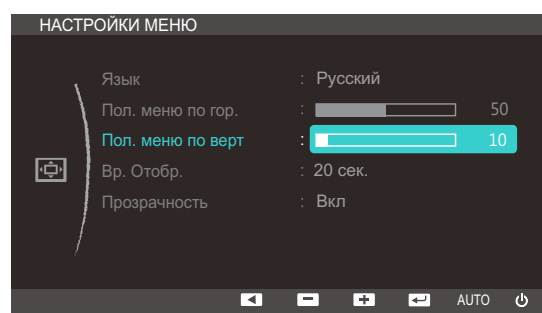 НАСТРОЙКИ МЕНЮ
Язык : Русский
Пол. меню по гор. : 50
Пол. меню по верт : 10
Вр. Отобр. : 20 сек.
Прозрачность : Вкл
AUTO